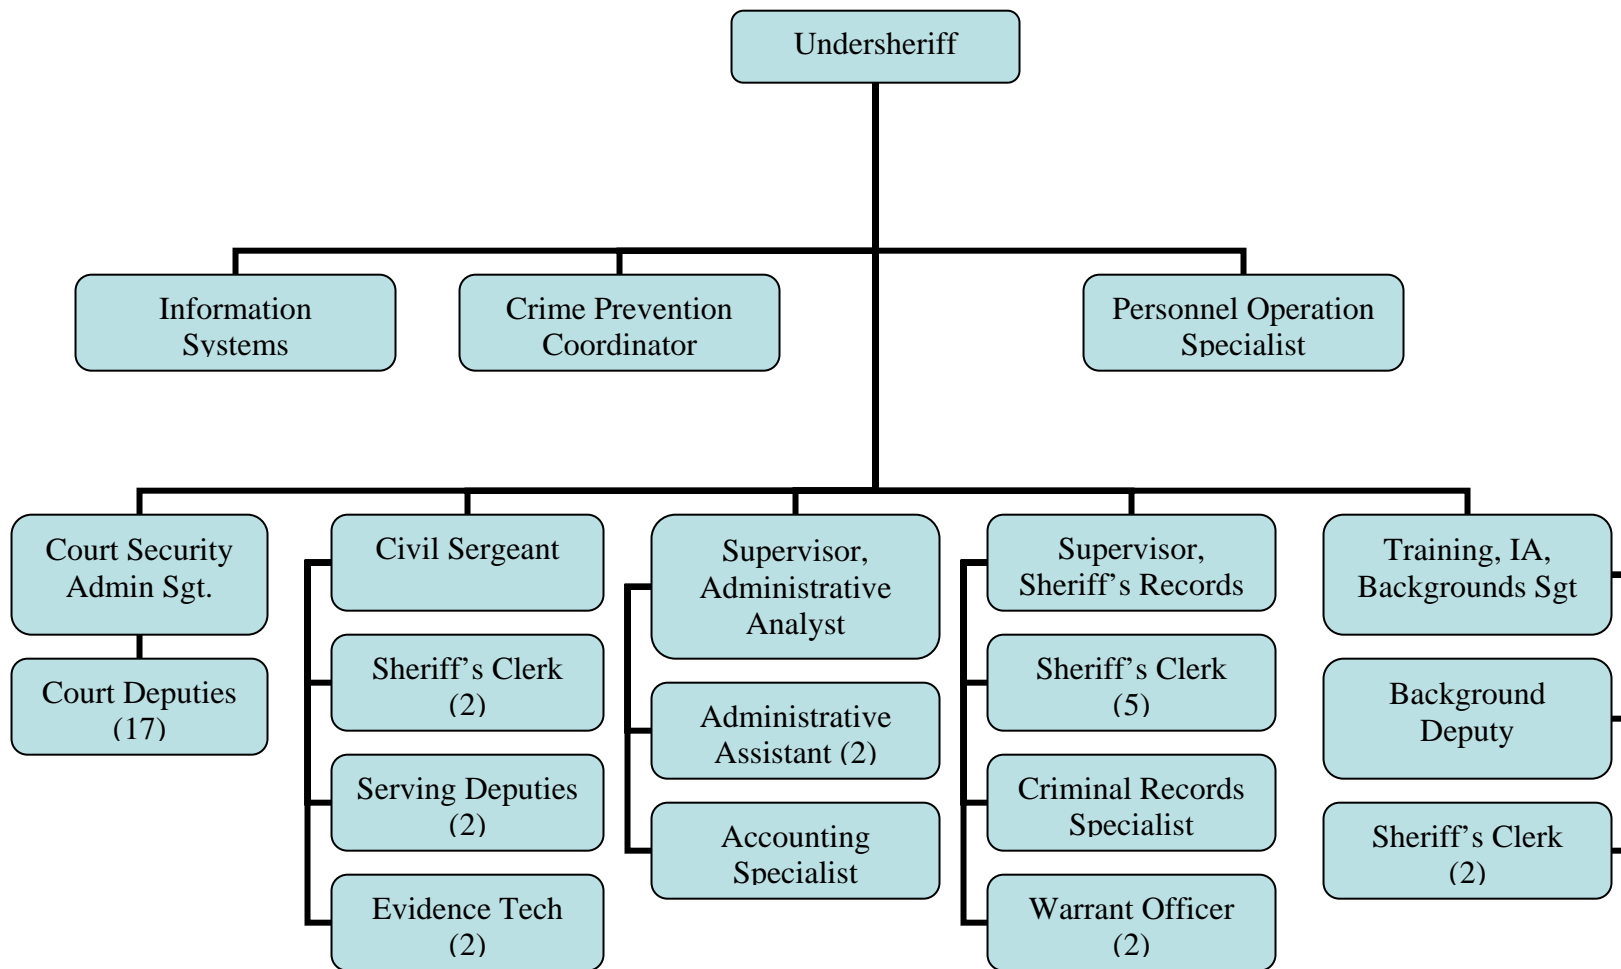 Undersheriff
Information
Systems
Crime Prevention
Coordinator
Personnel Operation
Specialist
Court Security
Admin Sgt.
Court Deputies
(17)
Civil Sergeant
Sheriff’s Clerk
(2)
Serving Deputies
(2)
Evidence Tech
(2)
Supervisor,
Administrative
Analyst
Administrative
Assistant (2)
Accounting
Specialist
Supervisor,
Sheriff’s Records
Sheriff’s Clerk
(5)
Criminal Records
Specialist
Warrant Officer
(2)
Training, IA,
Backgrounds Sgt
Background
Deputy
Sheriff’s Clerk
(2)